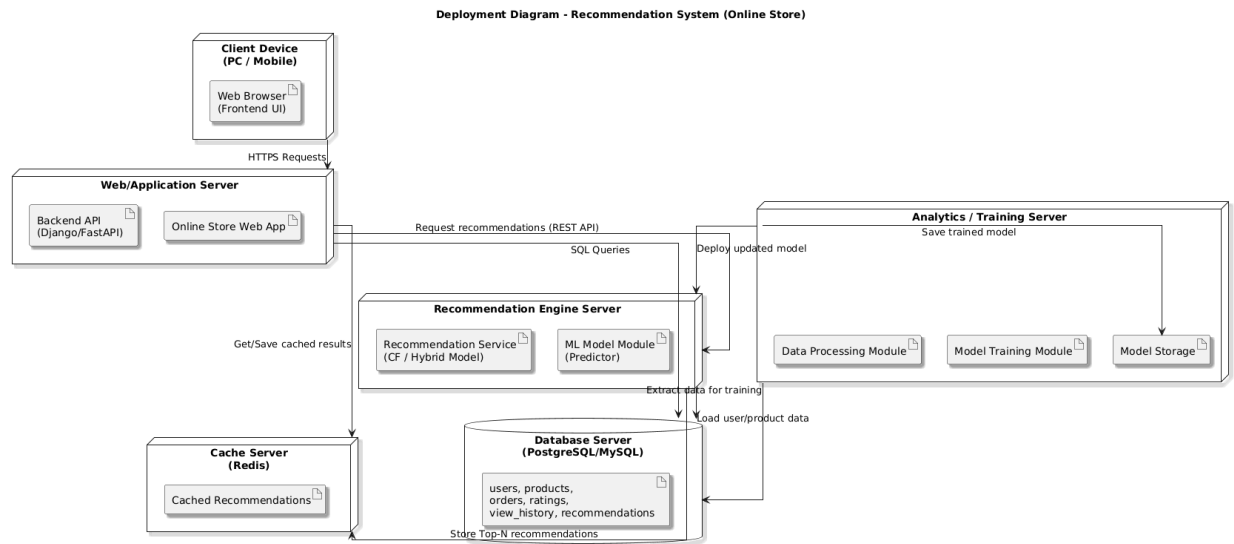 Deployment Diagram - Recommendation System (Online Store)
Client Device
(PC / Mobile)
Web Browser
(Frontend UI)
HTTPS Requests
Web/Application Server
Backend API
(Django/FastAPI)
Online Store Web App
Analytics / Training Server
Request recommendations (REST API)
Save trained model
SQL Queries
Deploy updated model
Recommendation Engine Server
Recommendation Service
(CF / Hybrid Model)
ML Model Module
(Predictor)
Get/Save cached results
Data Processing Module
Model Training Module
Model Storage
Extract data for training
Load user/product data
Cache Server
(Redis)
Cached Recommendations
Database Server
(PostgreSQL/MySQL)
users, products,
orders, ratings,
view_history, recommendations
Store Top-N recommendations